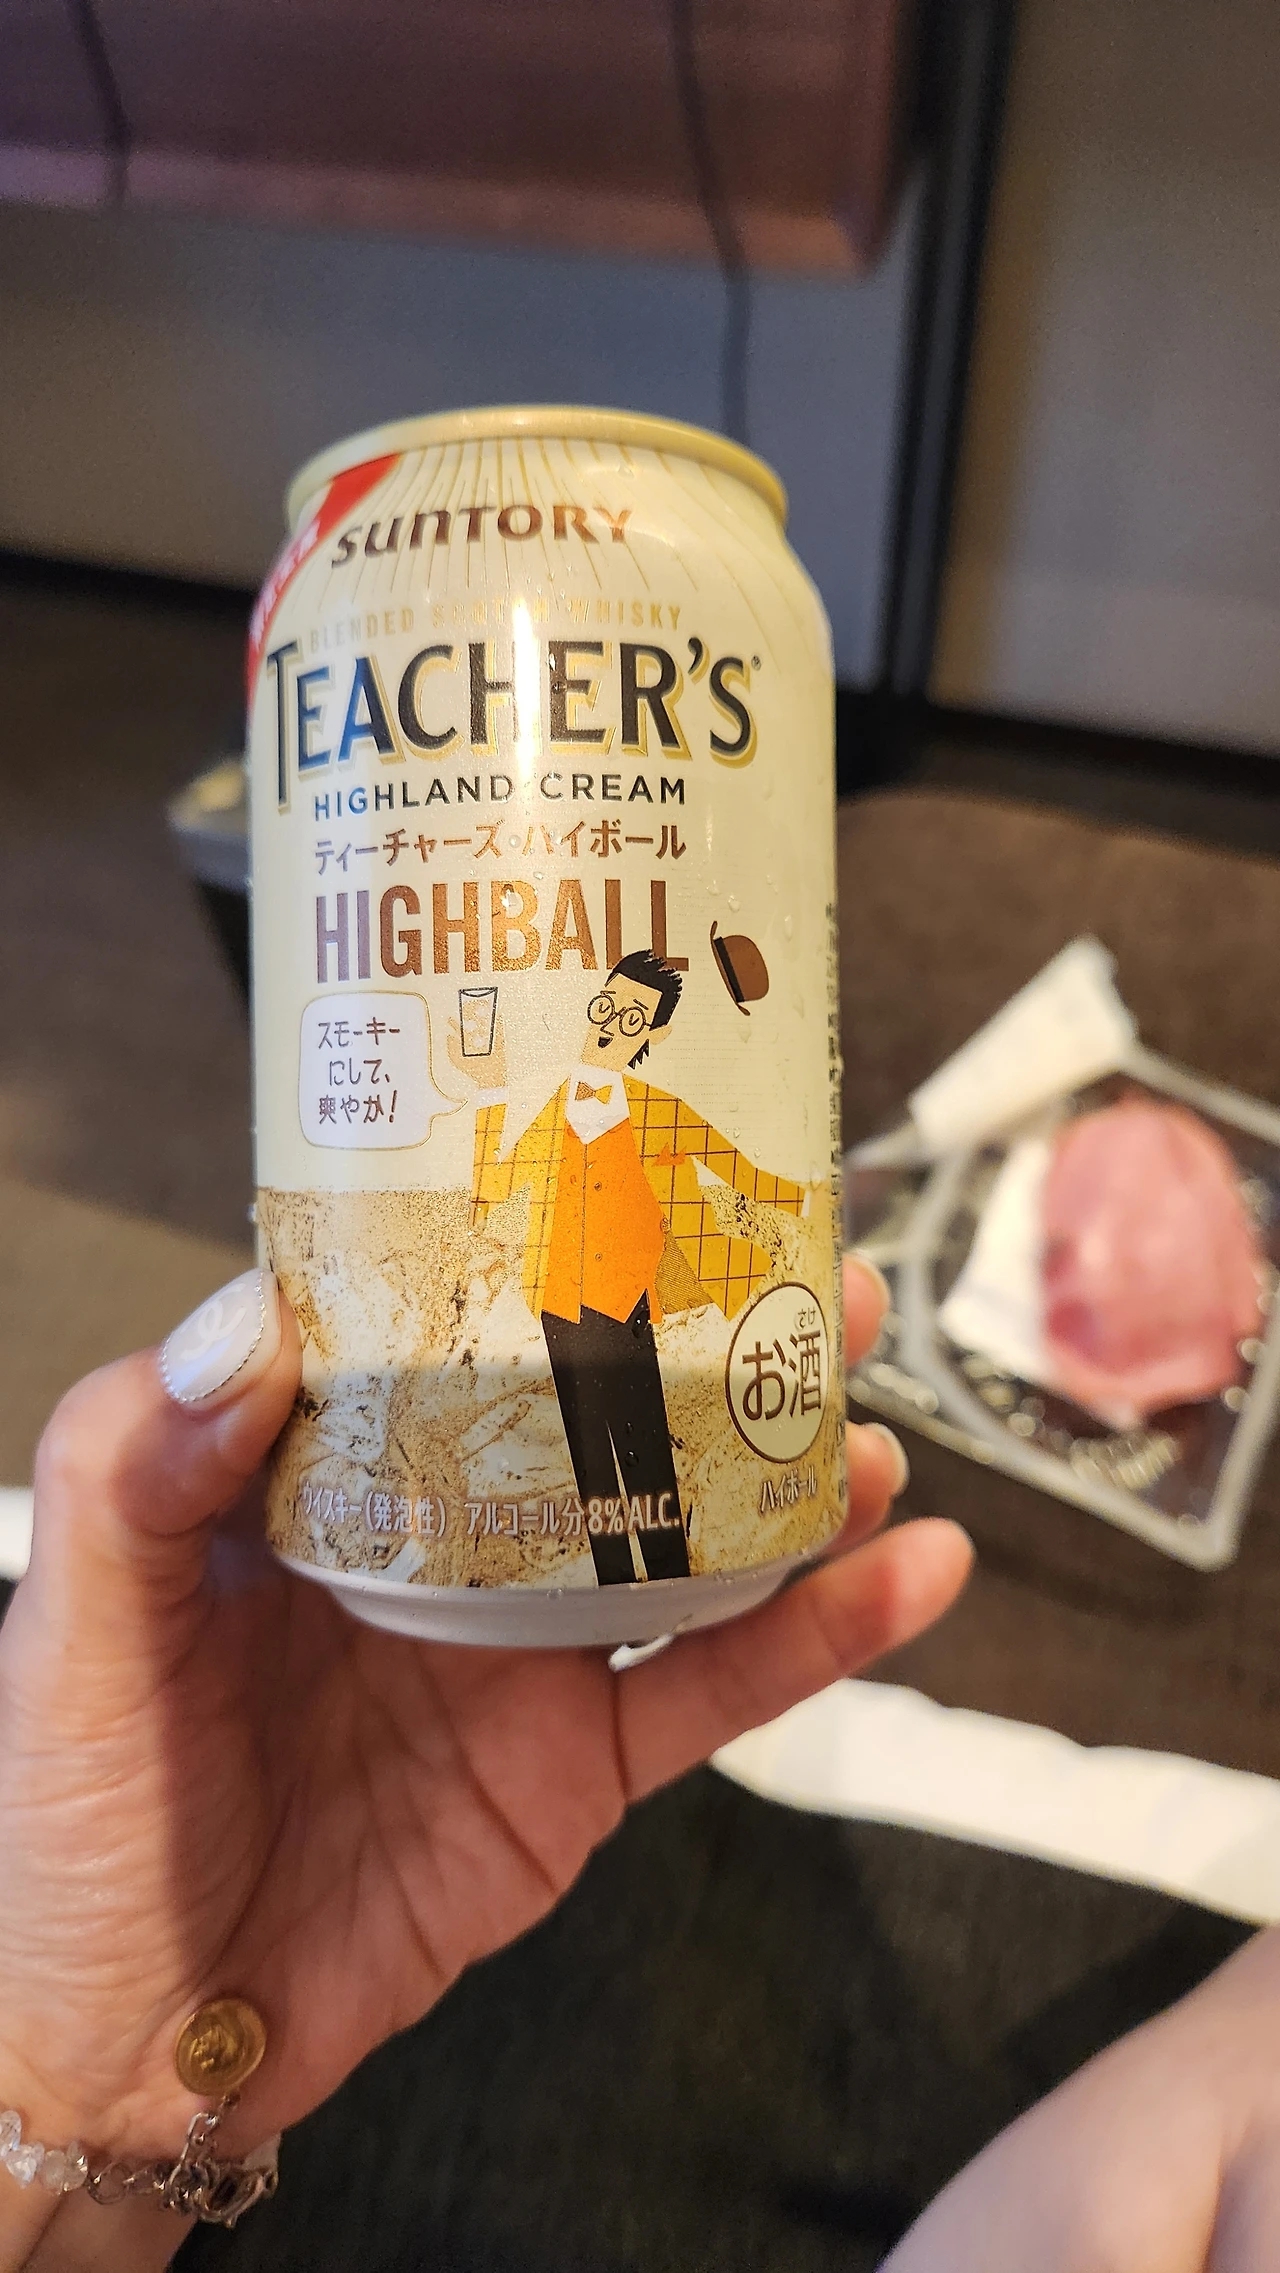 SUNTORY
BLENDED SCOTCH WHISKY
TEACHER'S®
HIGHLAND CREAM
ティーチャーズ・ハイボール
HIGHBALL
スモーキー
にして、
爽やか!
さけ
お酒
ハイボール
ウイスキー(発泡性) アルコール分8% ALC.